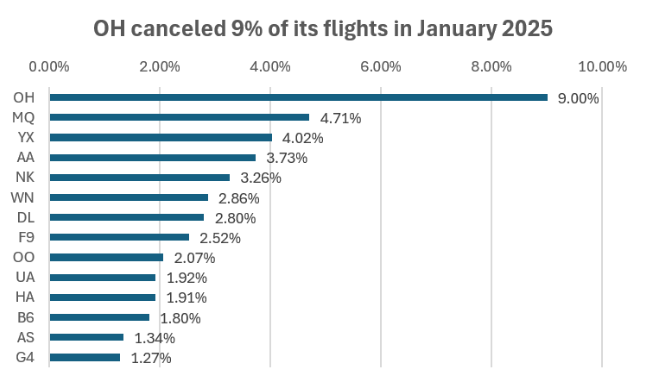 OH canceled 9% of its flights in January 2025
0.00% 2.00% 4.00% 6.00% 8.00% 10.00%
OH 9.00%
MQ 4.71%
YX 4.02%
AA 3.73%
NK 3.26%
WN 2.86%
DL 2.80%
F9 2.52%
OO 2.07%
UA 1.92%
HA 1.91%
B6 1.80%
AS 1.34%
G4 1.27%